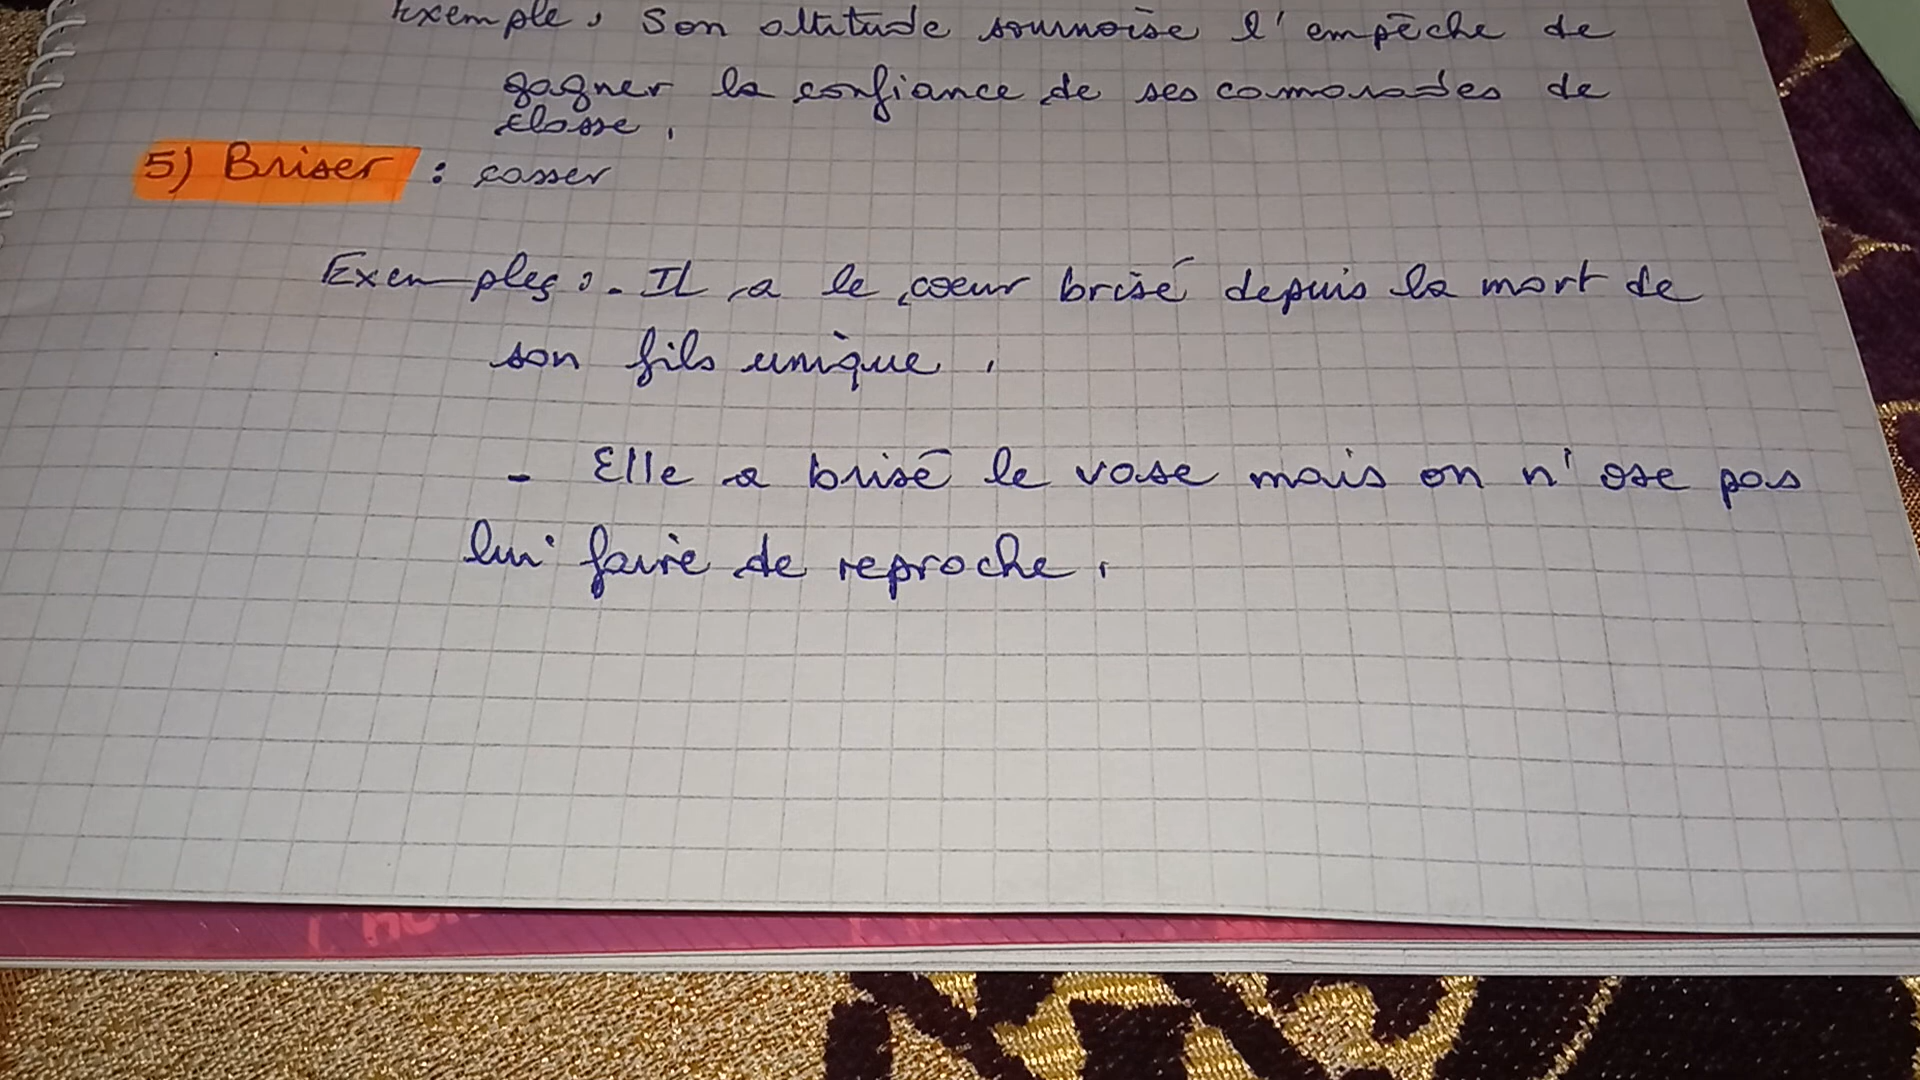 Exemple : Son attitude sournoise l'empêche de
gagner la confiance de ses camarades de
classe.
5) Briser : casser
Exemples : - Il a le coeur brisé depuis la mort de
son fils unique.
- Elle a brisé le vase mais on n'ose pas
lui faire de reproche.